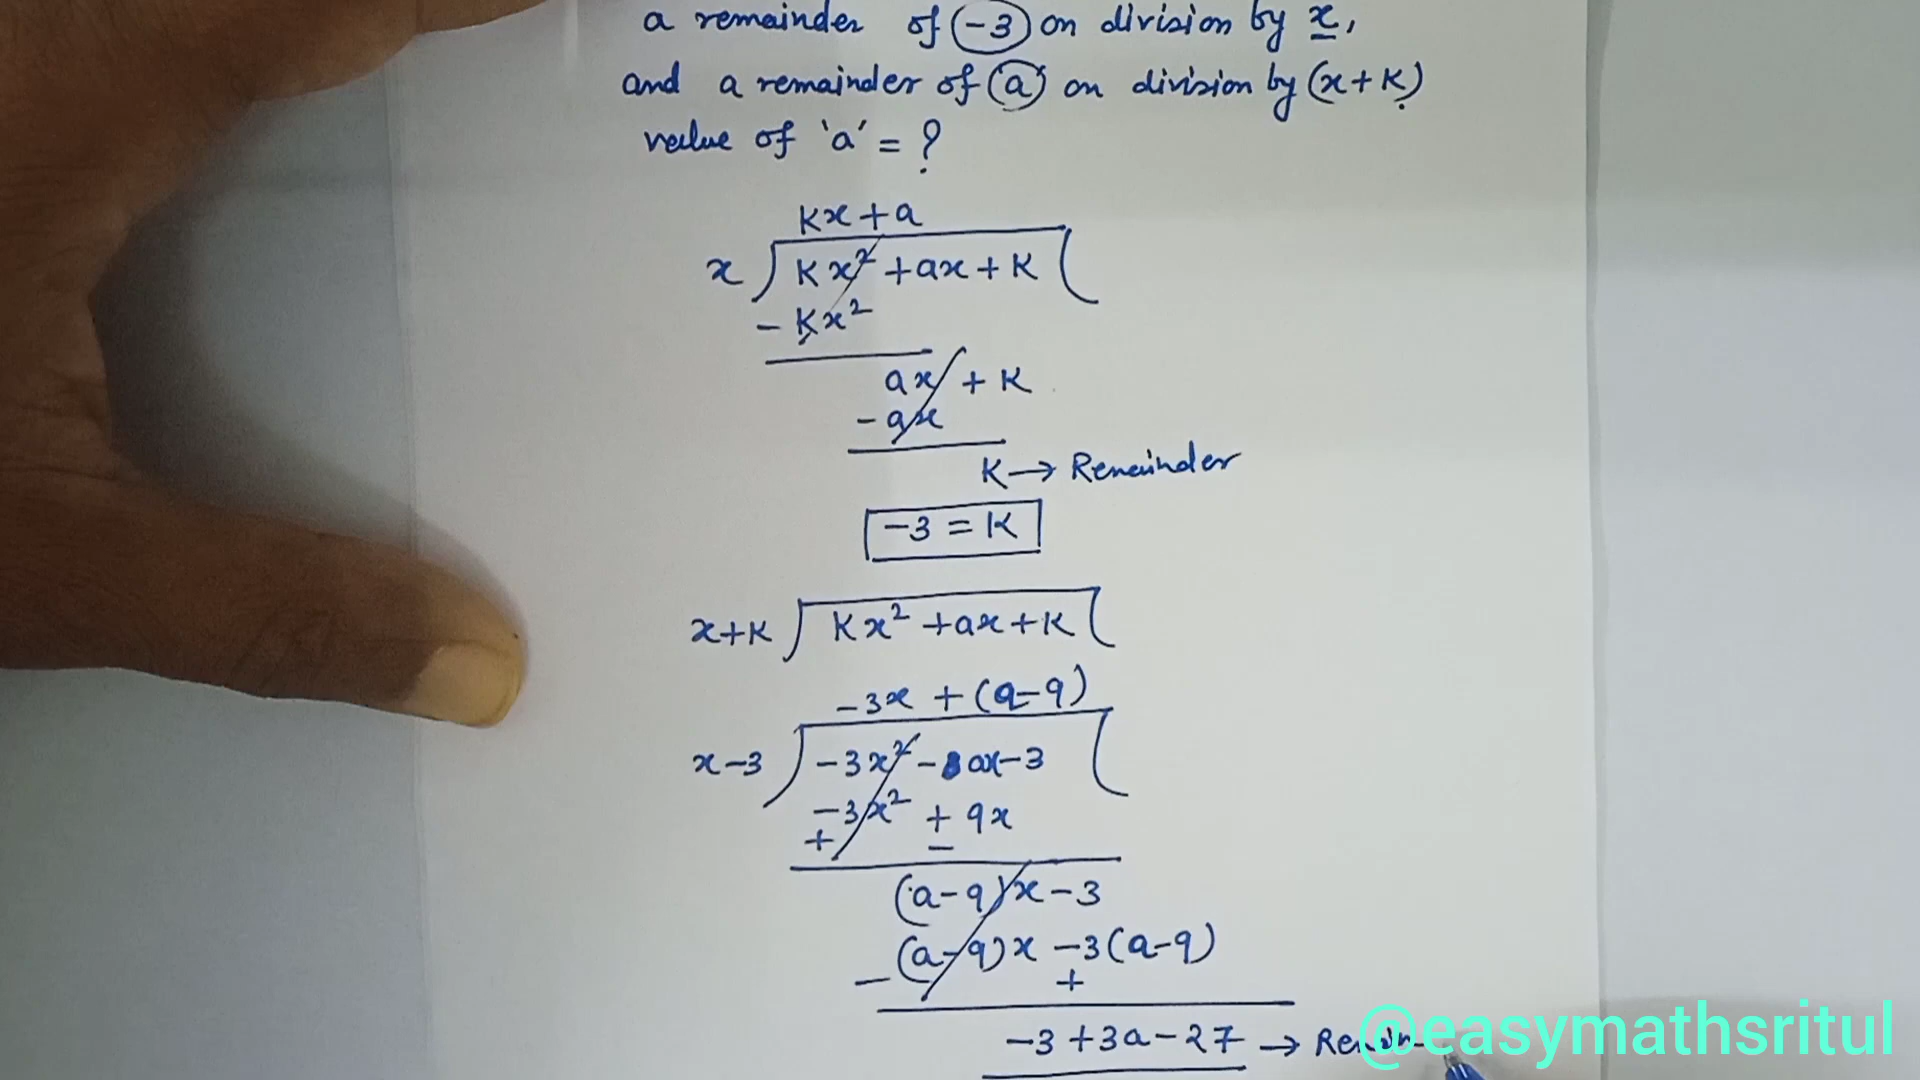 a remainder of -3 on division by x,
and a remainder of 'a' on division by (x+K)
value of 'a' = ?
Kx+a
x ) Kx²+ax+K (
-Kx²
ax+K
-ax
K → Remainder
-3 = K
x+K ) Kx²+ax+K (
-3x+(a-9)
x-3 ) -3x²- ax-3 (
-3x²+9x
+ -
(a-9)x-3
(a-9)x-3(a-9)
- +
-3+3a-27 →
@easymathsritul